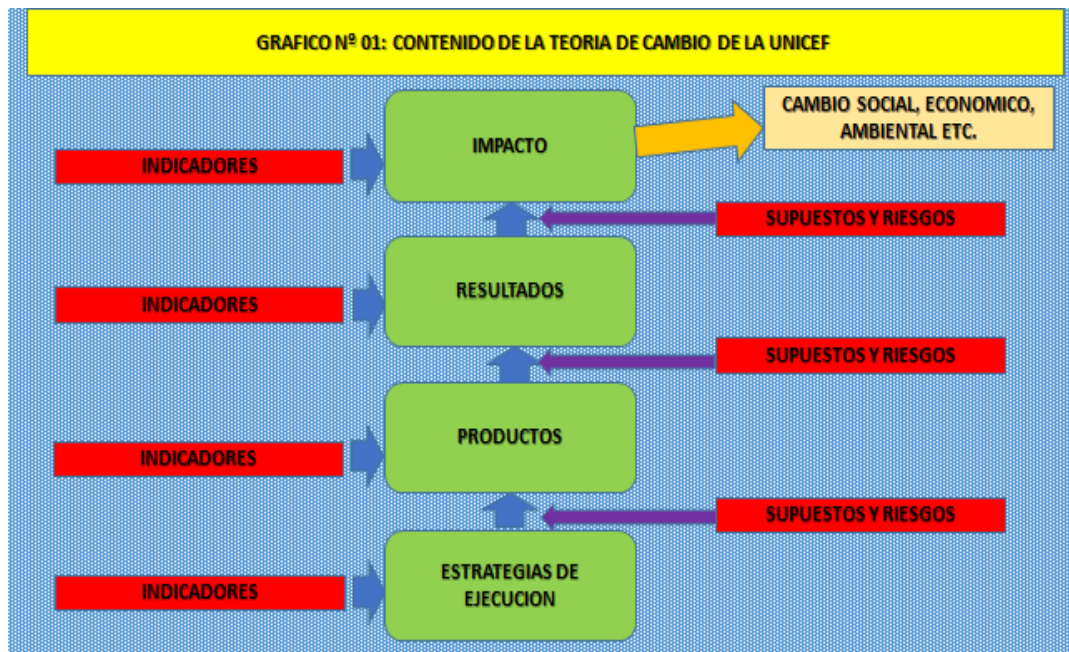 GRAFICO Nº 01: CONTENIDO DE LA TEORIA DE CAMBIO DE LA UNICEF
IMPACTO
CAMBIO SOCIAL, ECONOMICO,
AMBIENTAL ETC.
INDICADORES
SUPUESTOS Y RIESGOS
RESULTADOS
INDICADORES
SUPUESTOS Y RIESGOS
PRODUCTOS
INDICADORES
SUPUESTOS Y RIESGOS
ESTRATEGIAS DE
EJECUCION
INDICADORES